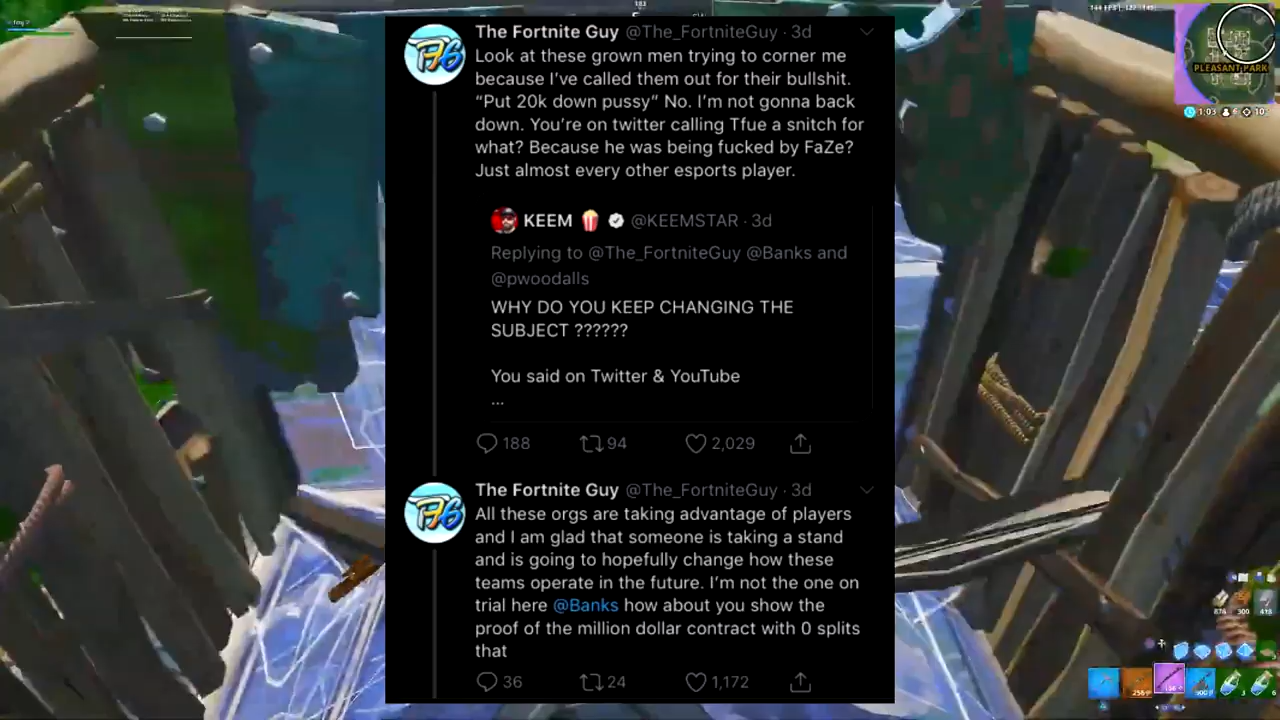 The Fortnite Guy @The_FortniteGuy · 3d
Look at these grown men trying to corner me
because I've called them out for their bullshit.
“Put 20k down pussy” No. I'm not gonna back
down. You're on twitter calling Tfue a snitch for
what? Because he was being fucked by FaZe?
Just almost every other esports player.
KEEM @KEEMSTAR · 3d
Replying to @The_FortniteGuy @Banks and
@pwoodalls
WHY DO YOU KEEP CHANGING THE
SUBJECT ??????
You said on Twitter & YouTube
...
188 94 2,029
The Fortnite Guy @The_FortniteGuy · 3d
All these orgs are taking advantage of players
and I am glad that someone is taking a stand
and is going to hopefully change how these
teams operate in the future. I'm not the one on
trial here @Banks how about you show the
proof of the million dollar contract with 0 splits
that
36 24 1,172
PLEASANT PARK
1:03 6
300